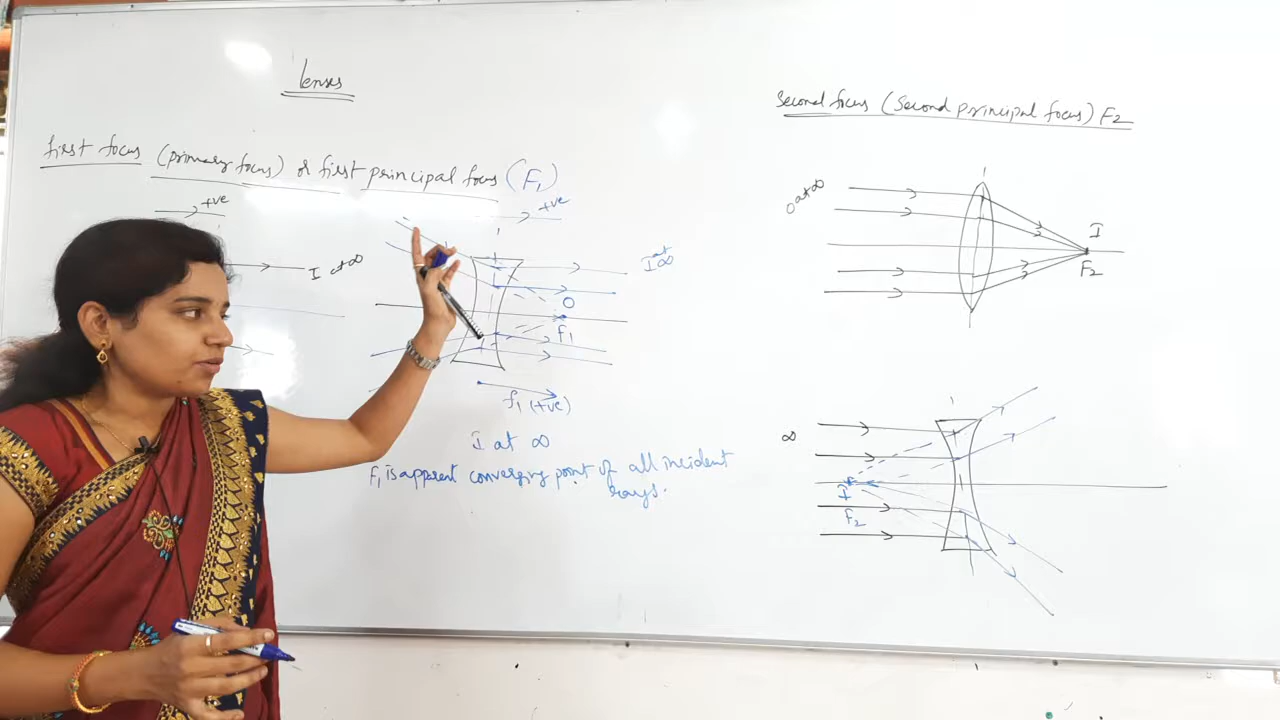 Lenses
First focus (primary focus) or first principal focus (F1)
+ve
I at ∞
+ve
I at ∞
O
f1
f1 (+ve)
I at ∞
F1 is apparent converging point of all incident
rays.
Second focus (Second principal focus) F2
O at ∞
I
F2
∞
I
F2